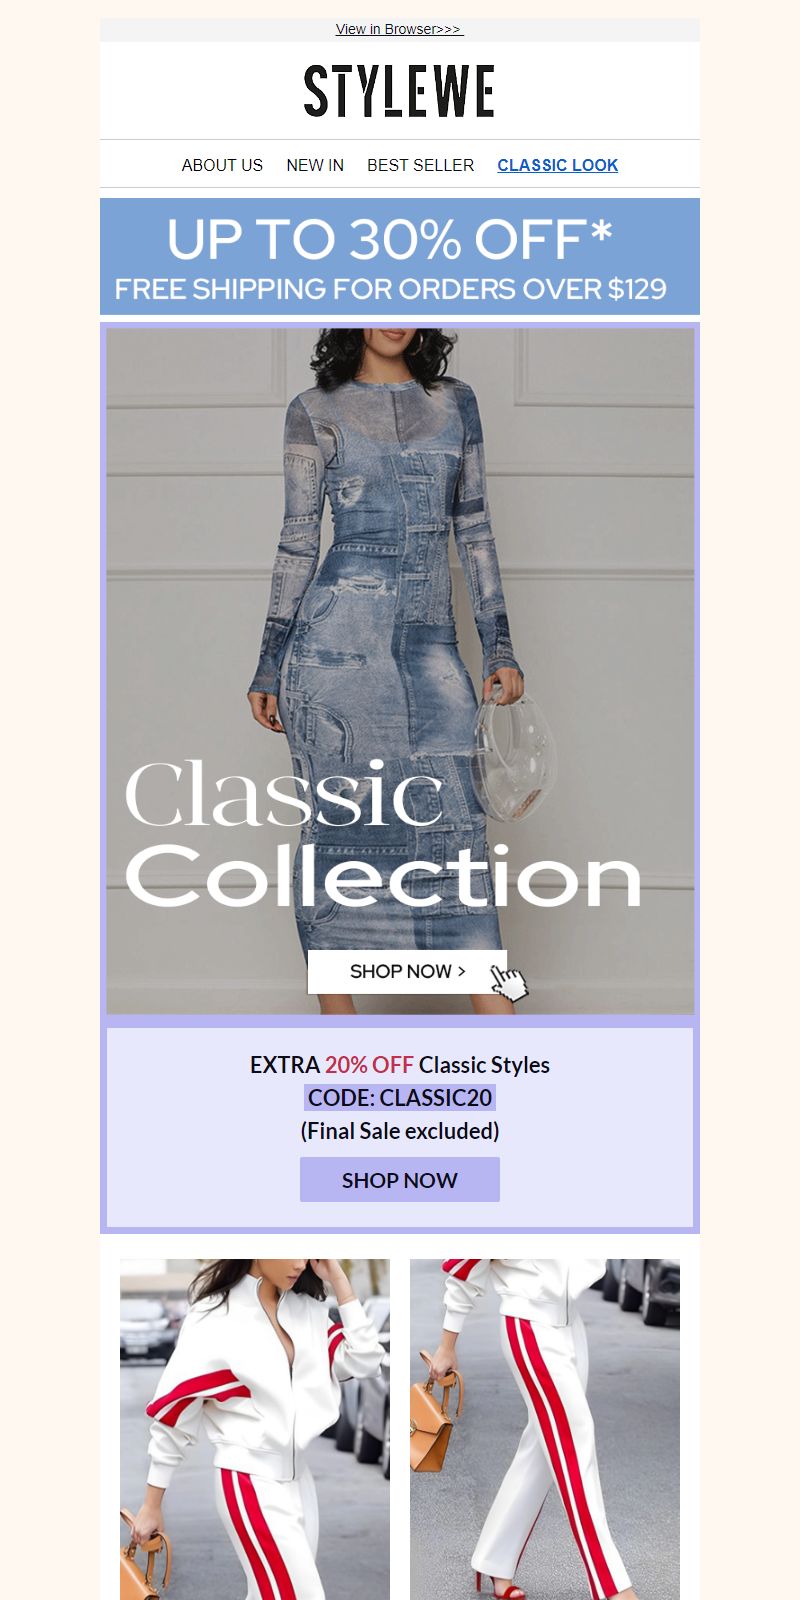 View in Browser>>>
STYLEWE
ABOUT US NEW IN BEST SELLER CLASSIC LOOK
UP TO 30% OFF*
FREE SHIPPING FOR ORDERS OVER $129
Classic
Collection
SHOP NOW >
EXTRA 20% OFF Classic Styles
CODE: CLASSIC20
(Final Sale excluded)
SHOP NOW